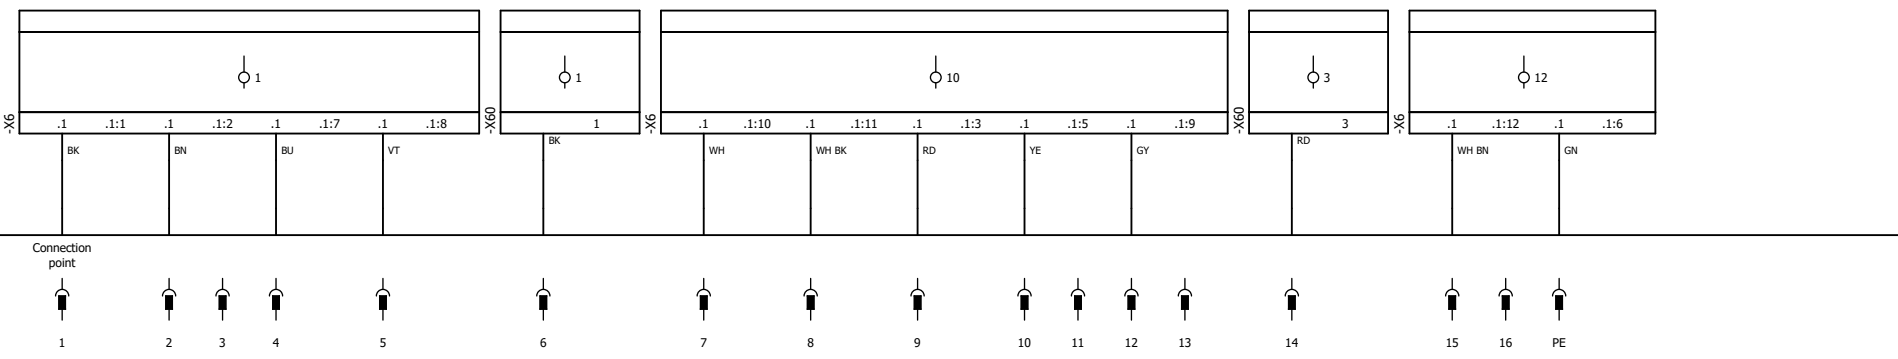 1
1
10
3
12
-X6
.1
.1:1
.1
.1:2
.1
.1:7
.1
.1:8
-X60
1
-X6
.1
.1:10
.1
.1:11
.1
.1:3
.1
.1:5
.1
.1:9
-X60
3
-X6
.1
.1:12
.1
.1:6
BK
BN
BU
VT
BK
WH
WH BK
RD
YE
GY
RD
WH BN
GN
Connection
point
1
2
3
4
5
6
7
8
9
10
11
12
13
14
15
16
PE